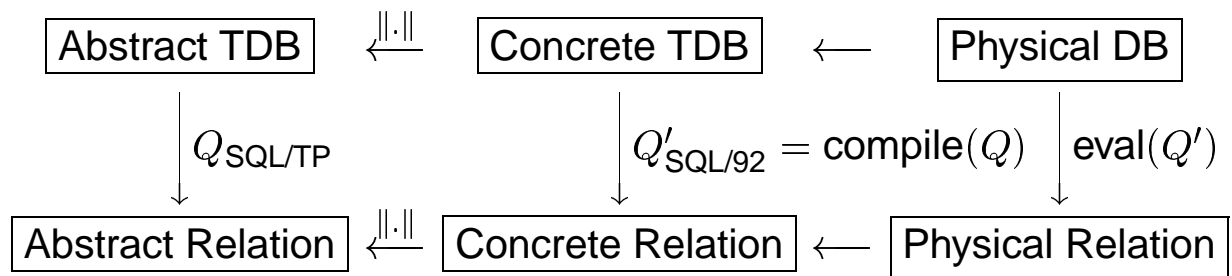 Abstract TDB ‖.‖ ← Concrete TDB ← Physical DB
Q_SQL/TP Q′_SQL/92 = compile(Q) eval(Q′)
Abstract Relation ‖.‖ ← Concrete Relation ← Physical Relation